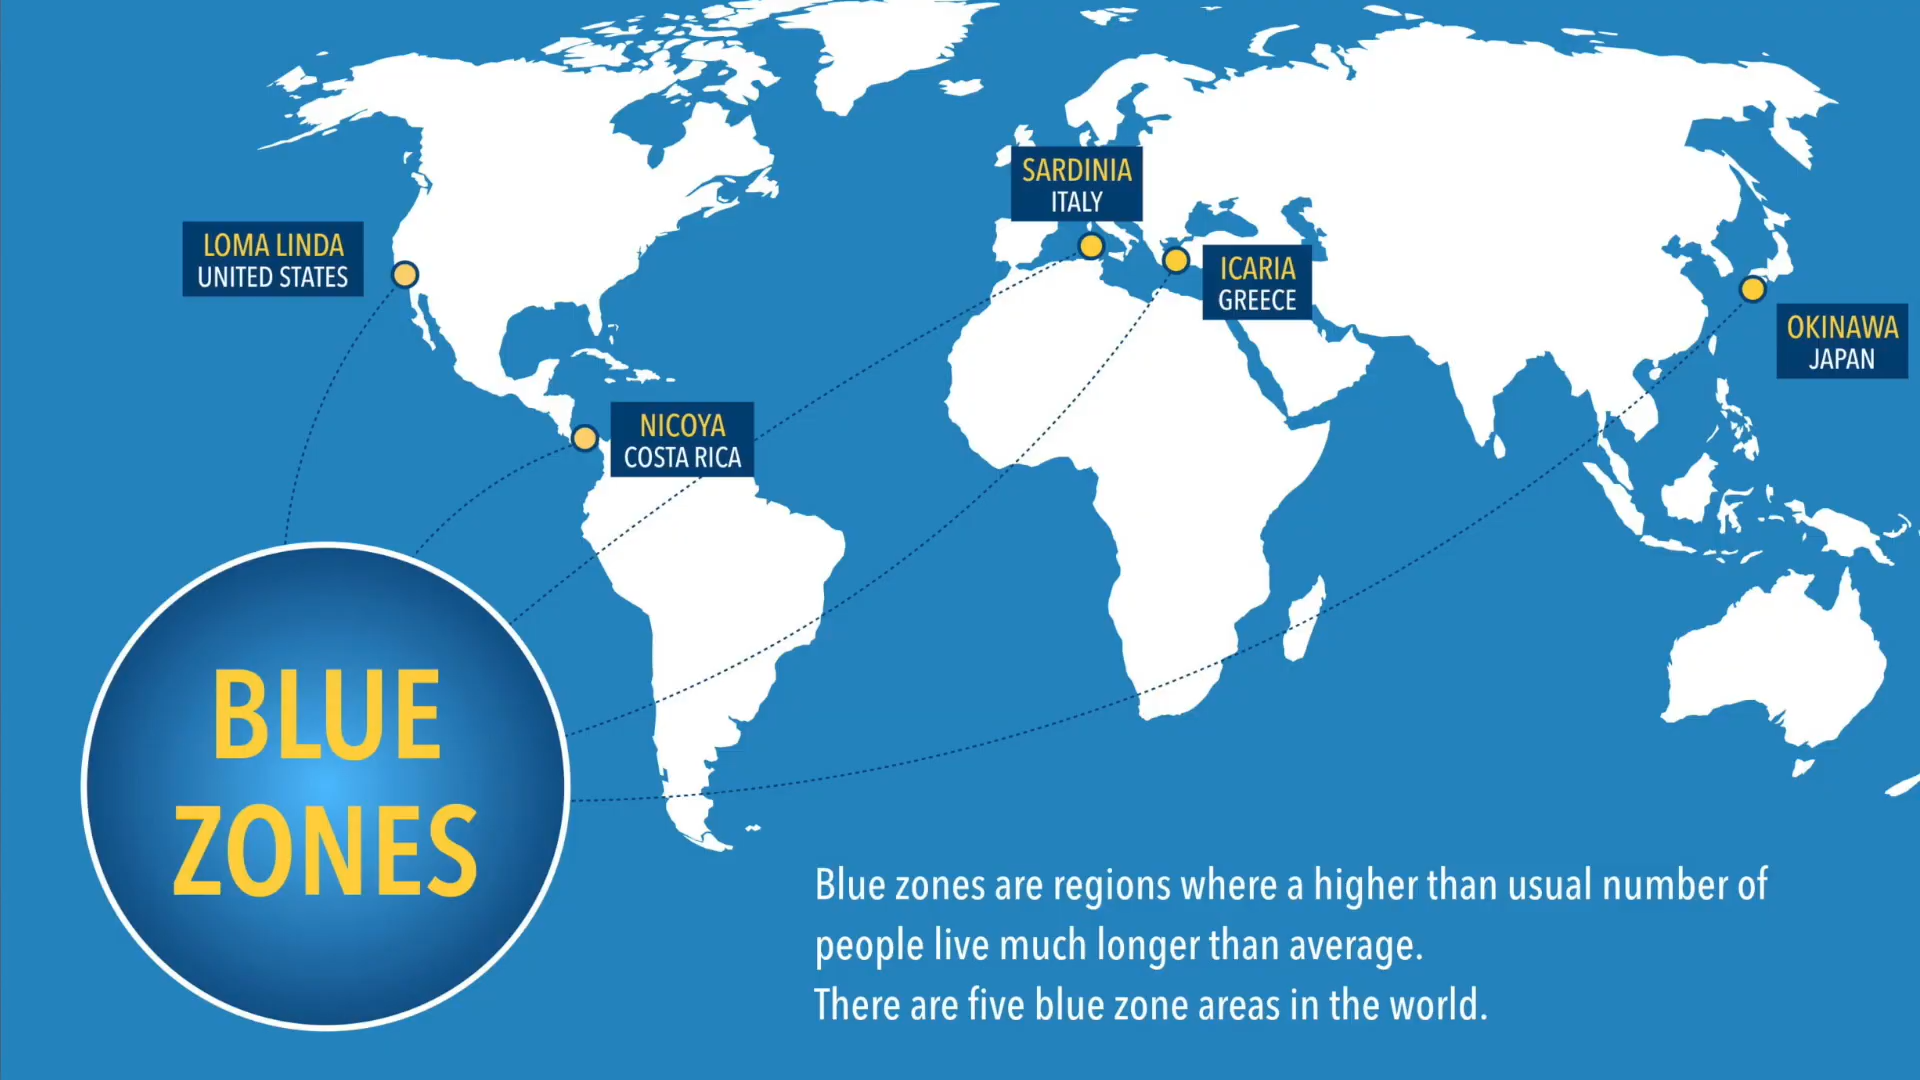 SARDINIA
ITALY
LOMA LINDA
UNITED STATES
ICARIA
GREECE
OKINAWA
JAPAN
NICOYA
COSTA RICA
BLUE
ZONES
Blue zones are regions where a higher than usual number of
people live much longer than average.
There are five blue zone areas in the world.